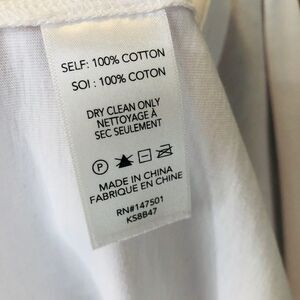 SELF: 100% COTTON
SOI : 100% COTON
DRY CLEAN ONLY
NETTOYAGE À
SEC SEULEMENT
P
MADE IN CHINA
FABRIQUE EN CHINE
RN#147501
KS8B47